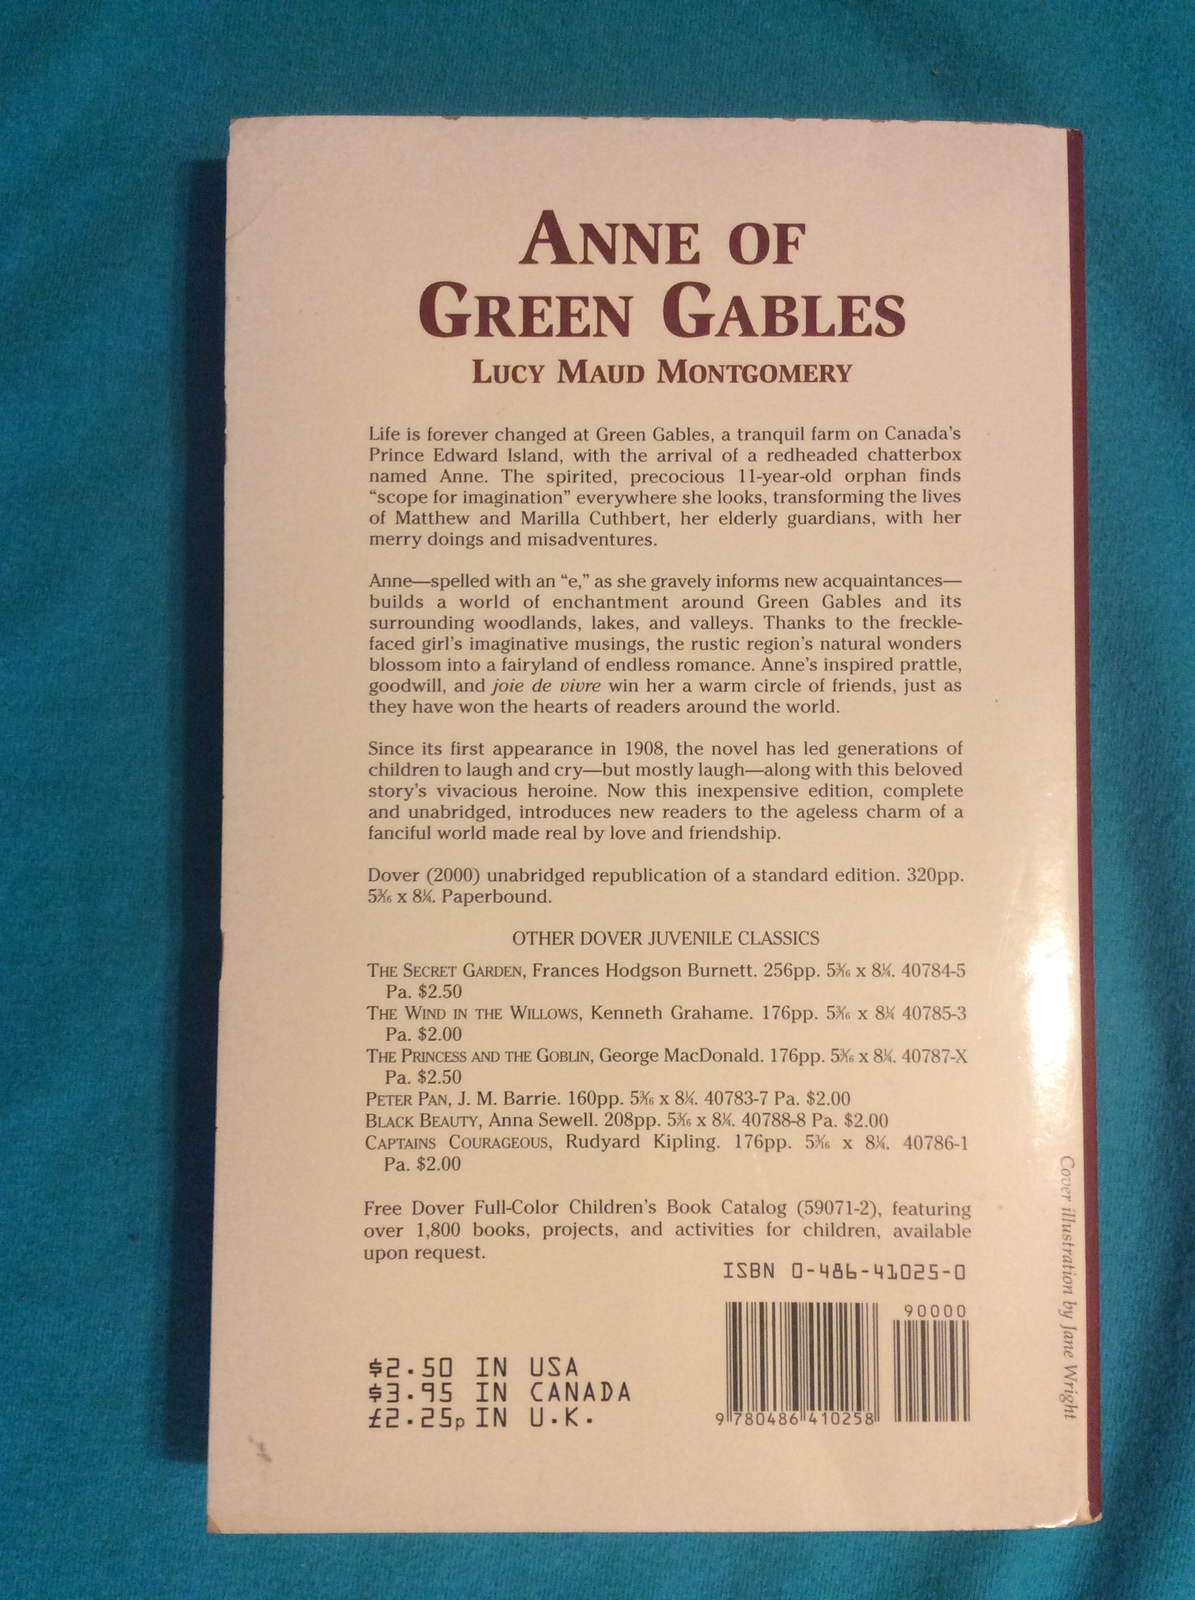 ANNE OF
GREEN GABLES
LUCY MAUD MONTGOMERY
Life is forever changed at Green Gables, a tranquil farm on Canada's
Prince Edward Island, with the arrival of a redheaded chatterbox
named Anne. The spirited, precocious 11-year-old orphan finds
“scope for imagination” everywhere she looks, transforming the lives
of Matthew and Marilla Cuthbert, her elderly guardians, with her
merry doings and misadventures.
Anne—spelled with an “e,” as she gravely informs new acquaintances—
builds a world of enchantment around Green Gables and its
surrounding woodlands, lakes, and valleys. Thanks to the freckle-
faced girl's imaginative musings, the rustic region's natural wonders
blossom into a fairyland of endless romance. Anne's inspired prattle,
goodwill, and joie de vivre win her a warm circle of friends, just as
they have won the hearts of readers around the world.
Since its first appearance in 1908, the novel has led generations of
children to laugh and cry—but mostly laugh—along with this beloved
story's vivacious heroine. Now this inexpensive edition, complete
and unabridged, introduces new readers to the ageless charm of a
fanciful world made real by love and friendship.
Dover (2000) unabridged republication of a standard edition. 320pp.
5³⁄₁₆ x 8¼. Paperbound.
OTHER DOVER JUVENILE CLASSICS
THE SECRET GARDEN, Frances Hodgson Burnett. 256pp. 5³⁄₁₆ x 8¼. 40784-5
Pa. $2.50
THE WIND IN THE WILLOWS, Kenneth Grahame. 176pp. 5³⁄₁₆ x 8¼ 40785-3
Pa. $2.00
THE PRINCESS AND THE GOBLIN, George MacDonald. 176pp. 5³⁄₁₆ x 8¼. 40787-X
Pa. $2.50
PETER PAN, J. M. Barrie. 160pp. 5³⁄₁₆ x 8¼. 40783-7 Pa. $2.00
BLACK BEAUTY, Anna Sewell. 208pp. 5³⁄₁₆ x 8¼. 40788-8 Pa. $2.00
CAPTAINS COURAGEOUS, Rudyard Kipling. 176pp. 5³⁄₁₆ x 8¼. 40786-1
Pa. $2.00
Free Dover Full-Color Children's Book Catalog (59071-2), featuring
over 1,800 books, projects, and activities for children, available
upon request.
ISBN 0-486-41025-0
90000
9 780486 410258
$2.50 IN USA
$3.95 IN CANADA
£2.25p IN U.K.
Cover illustration by Jane Wright